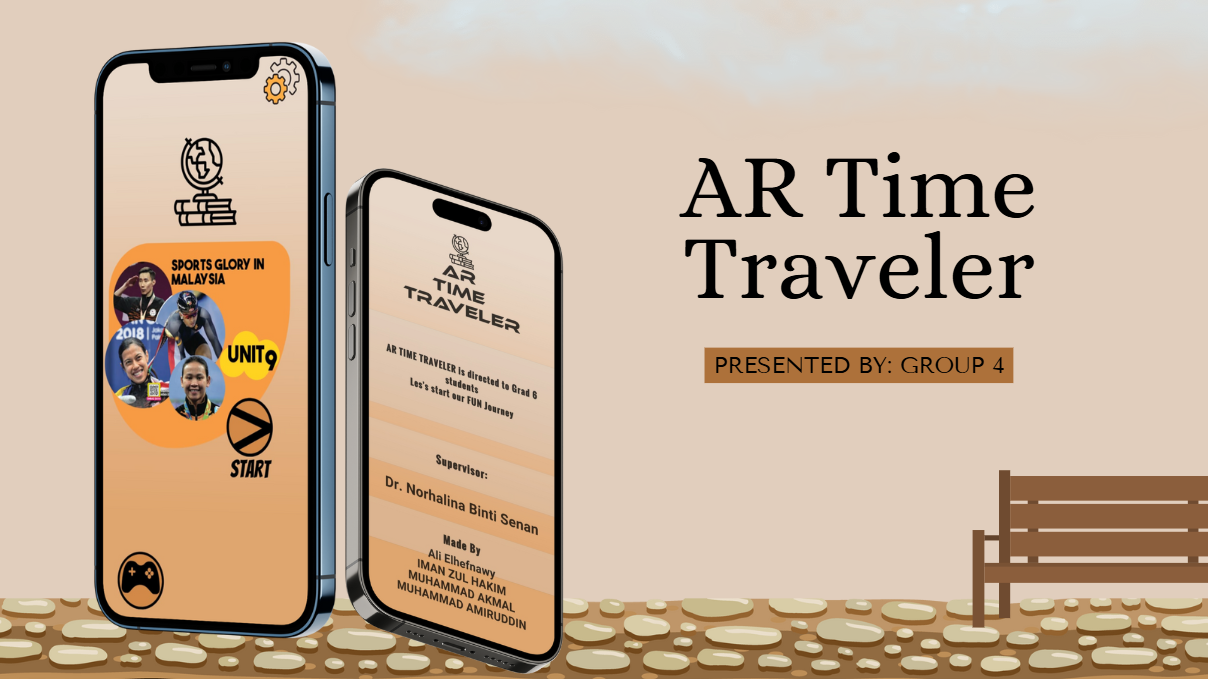 SPORTS GLORY IN
MALAYSIA
2018
UNIT9
START
AR
TIME
TRAVELER
AR TIME TRAVELER is directed to Grad 6
students
Les's start our FUN Journey
Supervisor:
Dr. Norhalina Binti Senan
Made By
Ali Elhefnawy
IMAN ZUL HAKIM
MUHAMMAD AKMAL
MUHAMMAD AMIRUDDIN
AR Time
Traveler
PRESENTED BY: GROUP 4